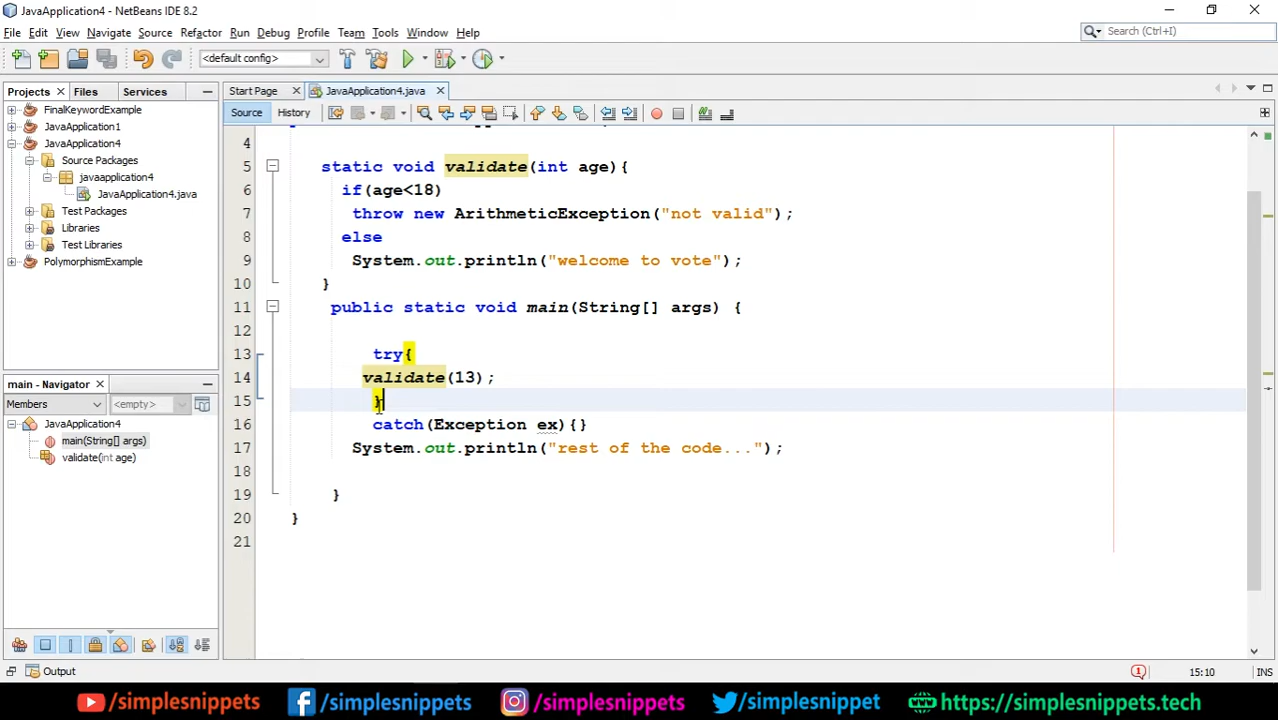 JavaApplication4 - NetBeans IDE 8.2
File Edit View Navigate Source Refactor Run Debug Profile Team Tools Window Help
Search (Ctrl+I)
<default config>
Projects Files Services
Start Page JavaApplication4.java
FinalKeywordExample
JavaApplication1
JavaApplication4
Source Packages
javaapplication4
JavaApplication4.java
Test Packages
Libraries
Test Libraries
PolymorphismExample
Source History
4
5 static void validate(int age){
6 if(age<18)
7 throw new ArithmeticException("not valid");
8 else
9 System.out.println("welcome to vote");
10 }
11 public static void main(String[] args) {
12
13 try{
14 validate(13);
15 }
16 catch(Exception ex){}
17 System.out.println("rest of the code...");
18
19 }
20 }
21
main - Navigator
Members <empty>
JavaApplication4
main(String[] args)
validate(int age)
Output
1 15:10 INS
/simplesnippets /simplesnippets /simplesnippets /simplesnippets https://simplesnippets.tech